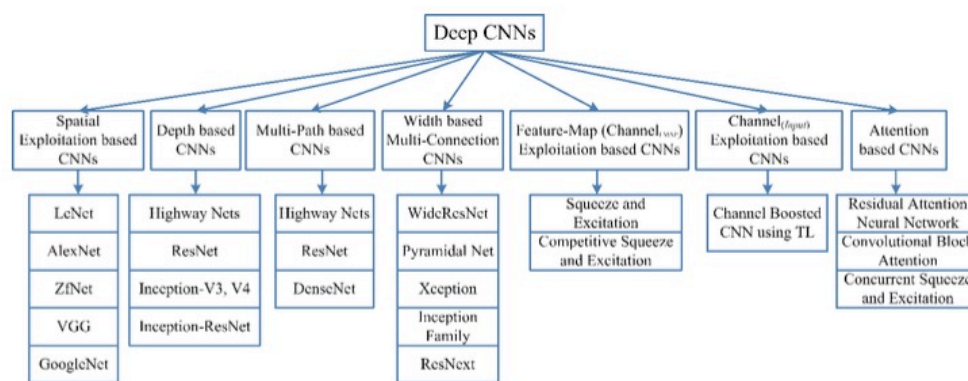 Deep CNNs
Spatial
Exploitation based
CNNs
Depth based
CNNs
Multi-Path based
CNNs
Width based
Multi-Connection
CNNs
Feature-Map (Channel
Exploitation based CNNs
Channel(Input)
Exploitation based
CNNs
Attention
based CNNs
LeNet
AlexNet
ZfNet
VGG
GoogleNet
Highway Nets
ResNet
Inception-V3, V4
Inception-ResNet
Highway Nets
ResNet
DenseNet
WideResNet
Pyramidal Net
Xception
Inception
Family
ResNext
Squeeze and
Excitation
Competitive Squeeze
and Excitation
Channel Boosted
CNN using TL
Residual Attention
Neural Network
Convolutional Block
Attention
Concurrent Squeeze
and Excitation